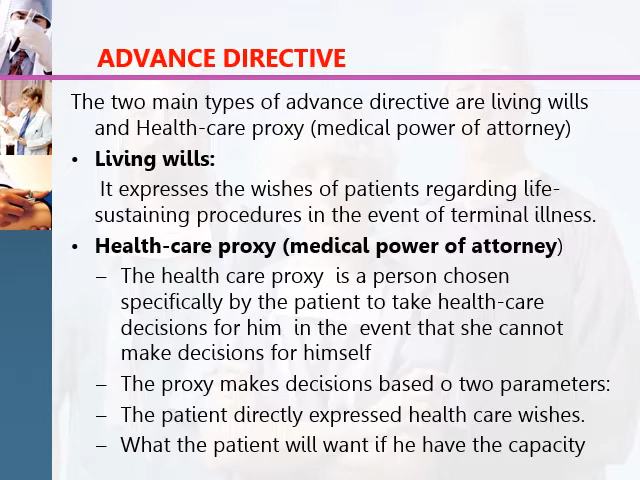 ADVANCE DIRECTIVE
The two main types of advance directive are living wills
and Health-care proxy (medical power of attorney)
• Living wills:
It expresses the wishes of patients regarding life-
sustaining procedures in the event of terminal illness.
• Health-care proxy (medical power of attorney)
– The health care proxy is a person chosen
specifically by the patient to take health-care
decisions for him in the event that she cannot
make decisions for himself
– The proxy makes decisions based o two parameters:
– The patient directly expressed health care wishes.
– What the patient will want if he have the capacity